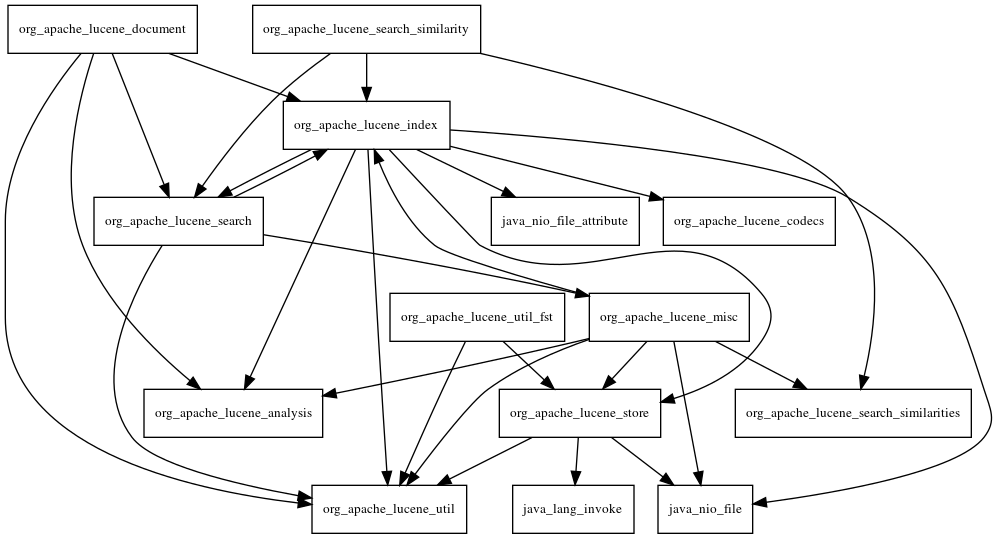 org_apache_lucene_document
org_apache_lucene_search_similarity
org_apache_lucene_index
org_apache_lucene_search
java_nio_file_attribute
org_apache_lucene_codecs
org_apache_lucene_util_fst
org_apache_lucene_misc
org_apache_lucene_analysis
org_apache_lucene_store
org_apache_lucene_search_similarities
org_apache_lucene_util
java_lang_invoke
java_nio_file